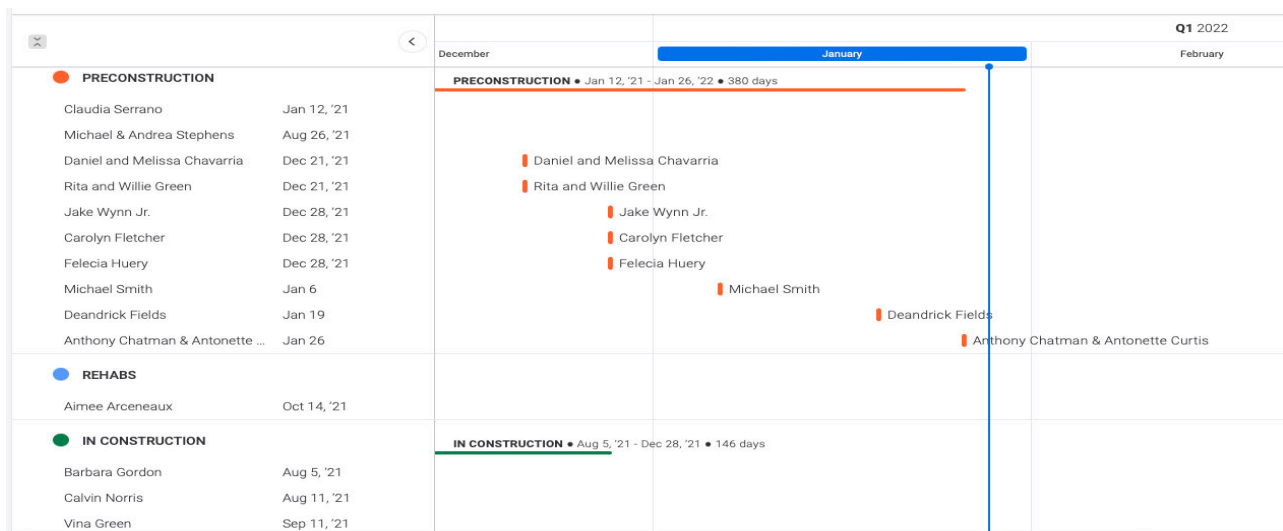 Q1 2022
December January February
PRECONSTRUCTION
PRECONSTRUCTION ● Jan 12, '21 - Jan 26, '22 ● 380 days
Claudia Serrano Jan 12, '21
Michael & Andrea Stephens Aug 26, '21
Daniel and Melissa Chavarria Dec 21, '21 Daniel and Melissa Chavarria
Rita and Willie Green Dec 21, '21 Rita and Willie Green
Jake Wynn Jr. Dec 28, '21 Jake Wynn Jr.
Carolyn Fletcher Dec 28, '21 Carolyn Fletcher
Felecia Huery Dec 28, '21 Felecia Huery
Michael Smith Jan 6 Michael Smith
Deandrick Fields Jan 19 Deandrick Fields
Anthony Chatman & Antonette ... Jan 26 Anthony Chatman & Antonette Curtis
REHABS
Aimee Arceneaux Oct 14, '21
IN CONSTRUCTION
IN CONSTRUCTION ● Aug 5, '21 - Dec 28, '21 ● 146 days
Barbara Gordon Aug 5, '21
Calvin Norris Aug 11, '21
Vina Green Sep 11, '21